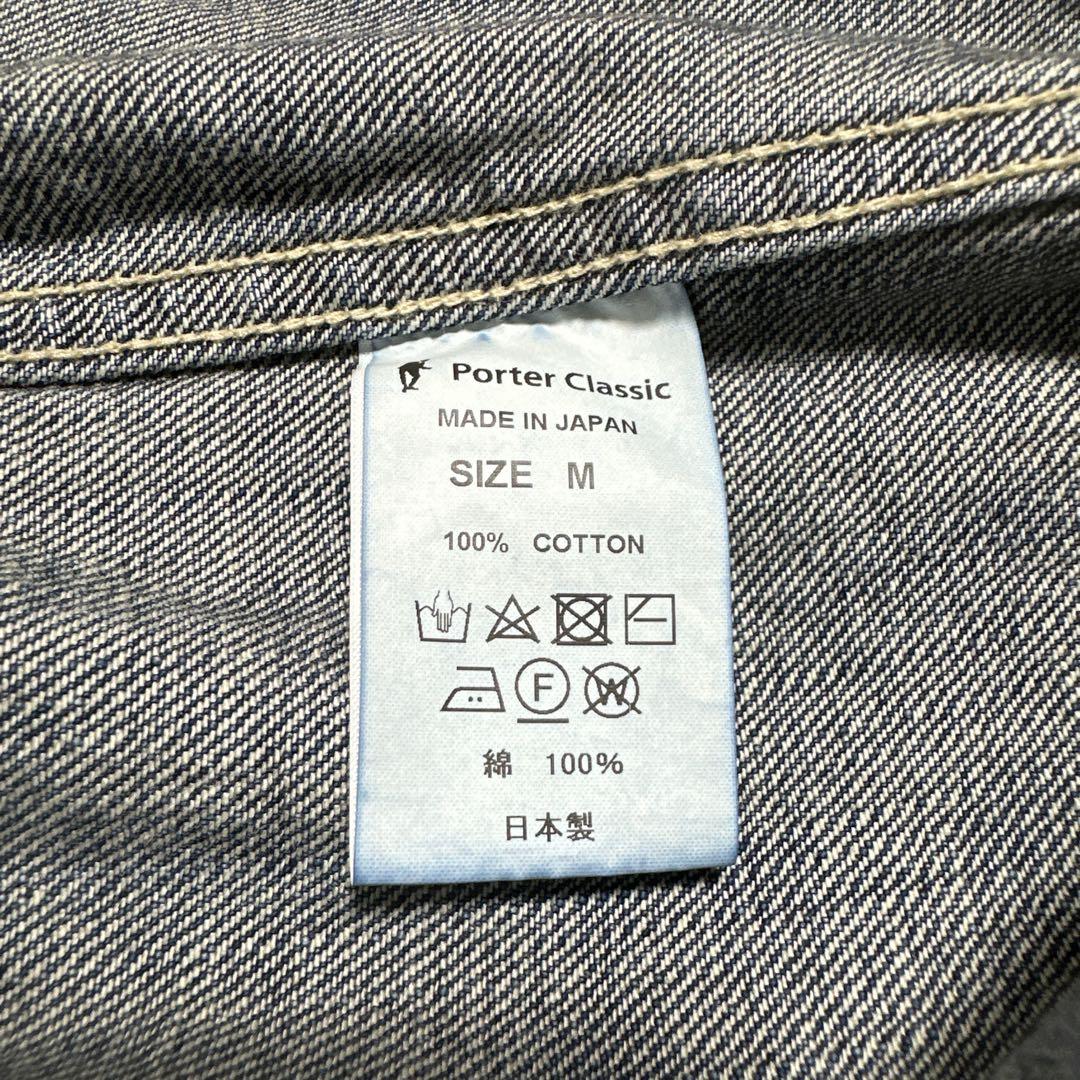 Porter Classic
MADE IN JAPAN
SIZE M
100% COTTON
F W
綿 100%
日本製